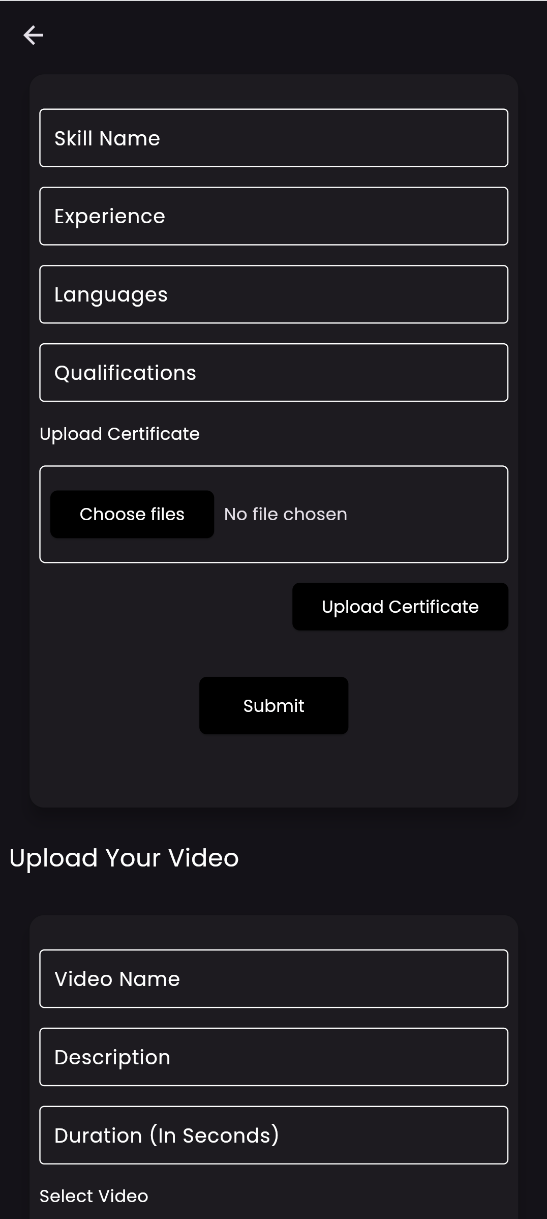 Skill Name
Experience
Languages
Qualifications
Upload Certificate
Choose files No file chosen
Upload Certificate
Submit
Upload Your Video
Video Name
Description
Duration (In Seconds)
Select Video